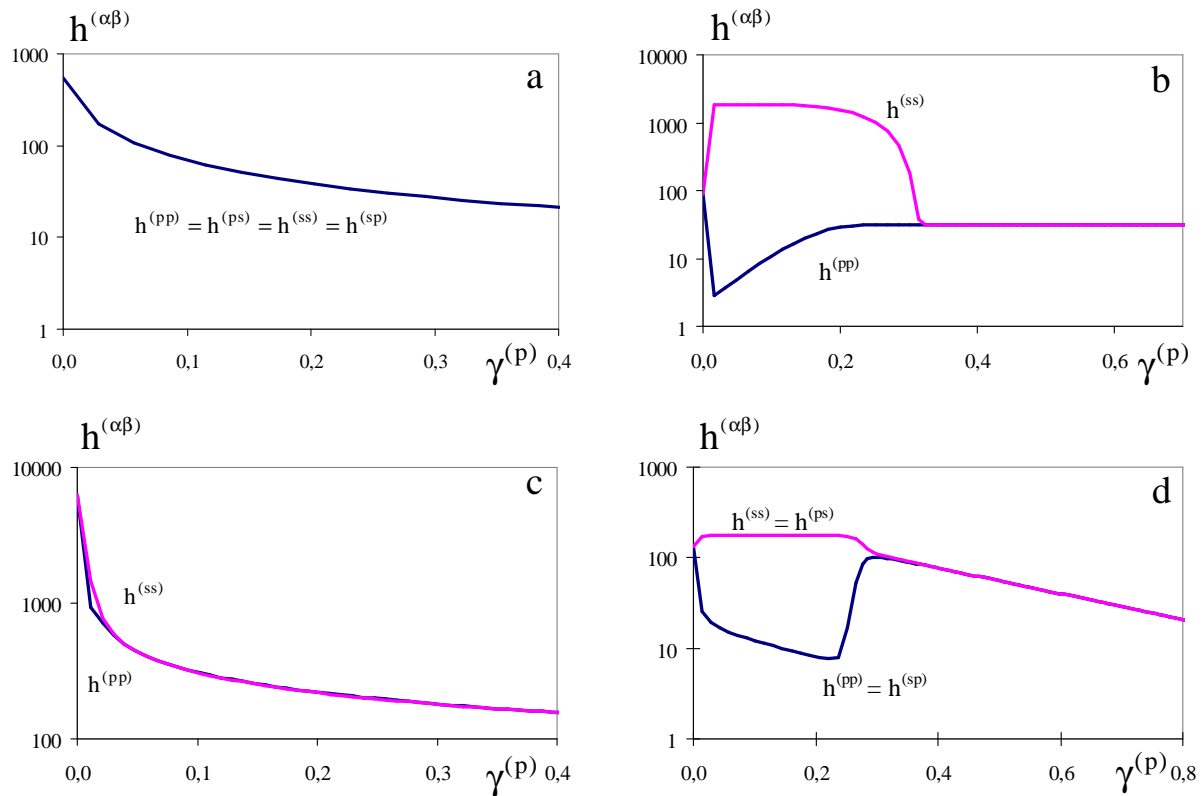 h(αβ)
a
1000
100
10
1
h(pp) = h(ps) = h(ss) = h(sp)
0,0 0,1 0,2 0,3 γ(p) 0,4
h(αβ)
b
10000
1000
100
10
1
h(ss)
h(pp)
0,0 0,2 0,4 0,6 γ(p)
h(αβ)
c
10000
1000
100
h(ss)
h(pp)
0,0 0,1 0,2 0,3 γ(p) 0,4
h(αβ)
d
1000
100
10
1
h(ss) = h(ps)
h(pp) = h(sp)
0,0 0,2 0,4 0,6 γ(p) 0,8